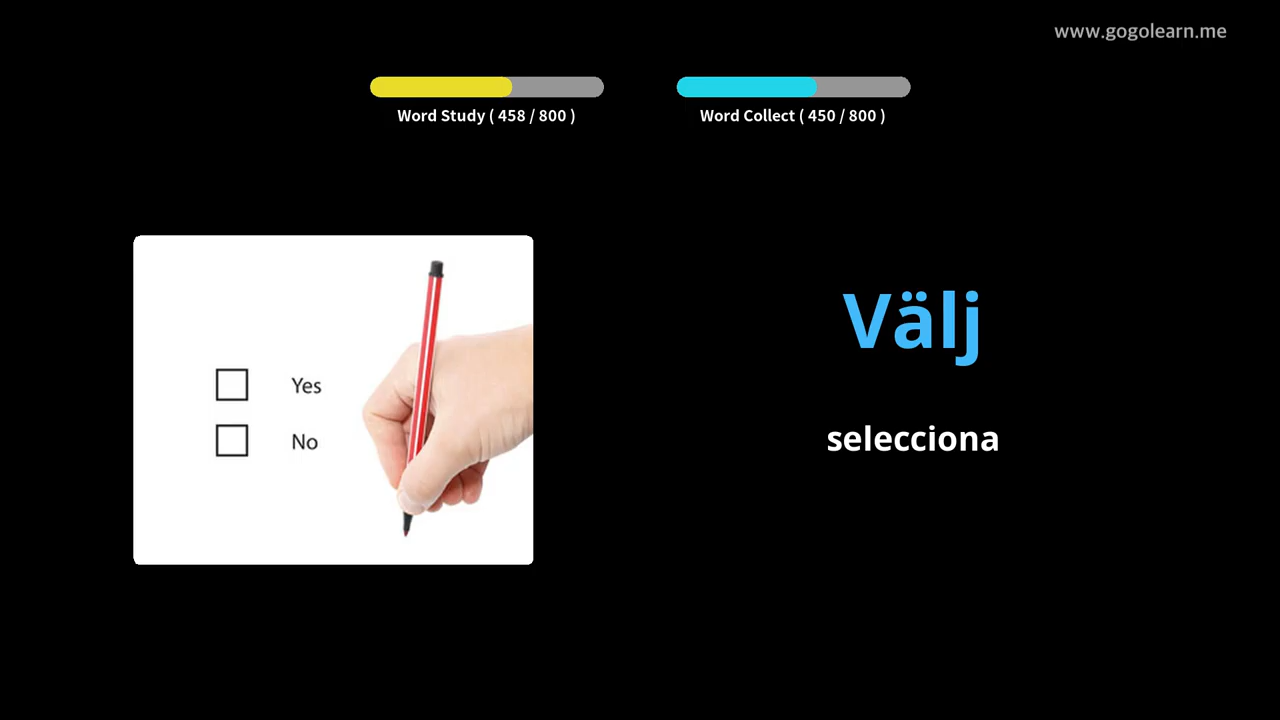 www.gogolearn.me
Word Study ( 458 / 800 )
Word Collect ( 450 / 800 )
Yes
No
Välj
selecciona